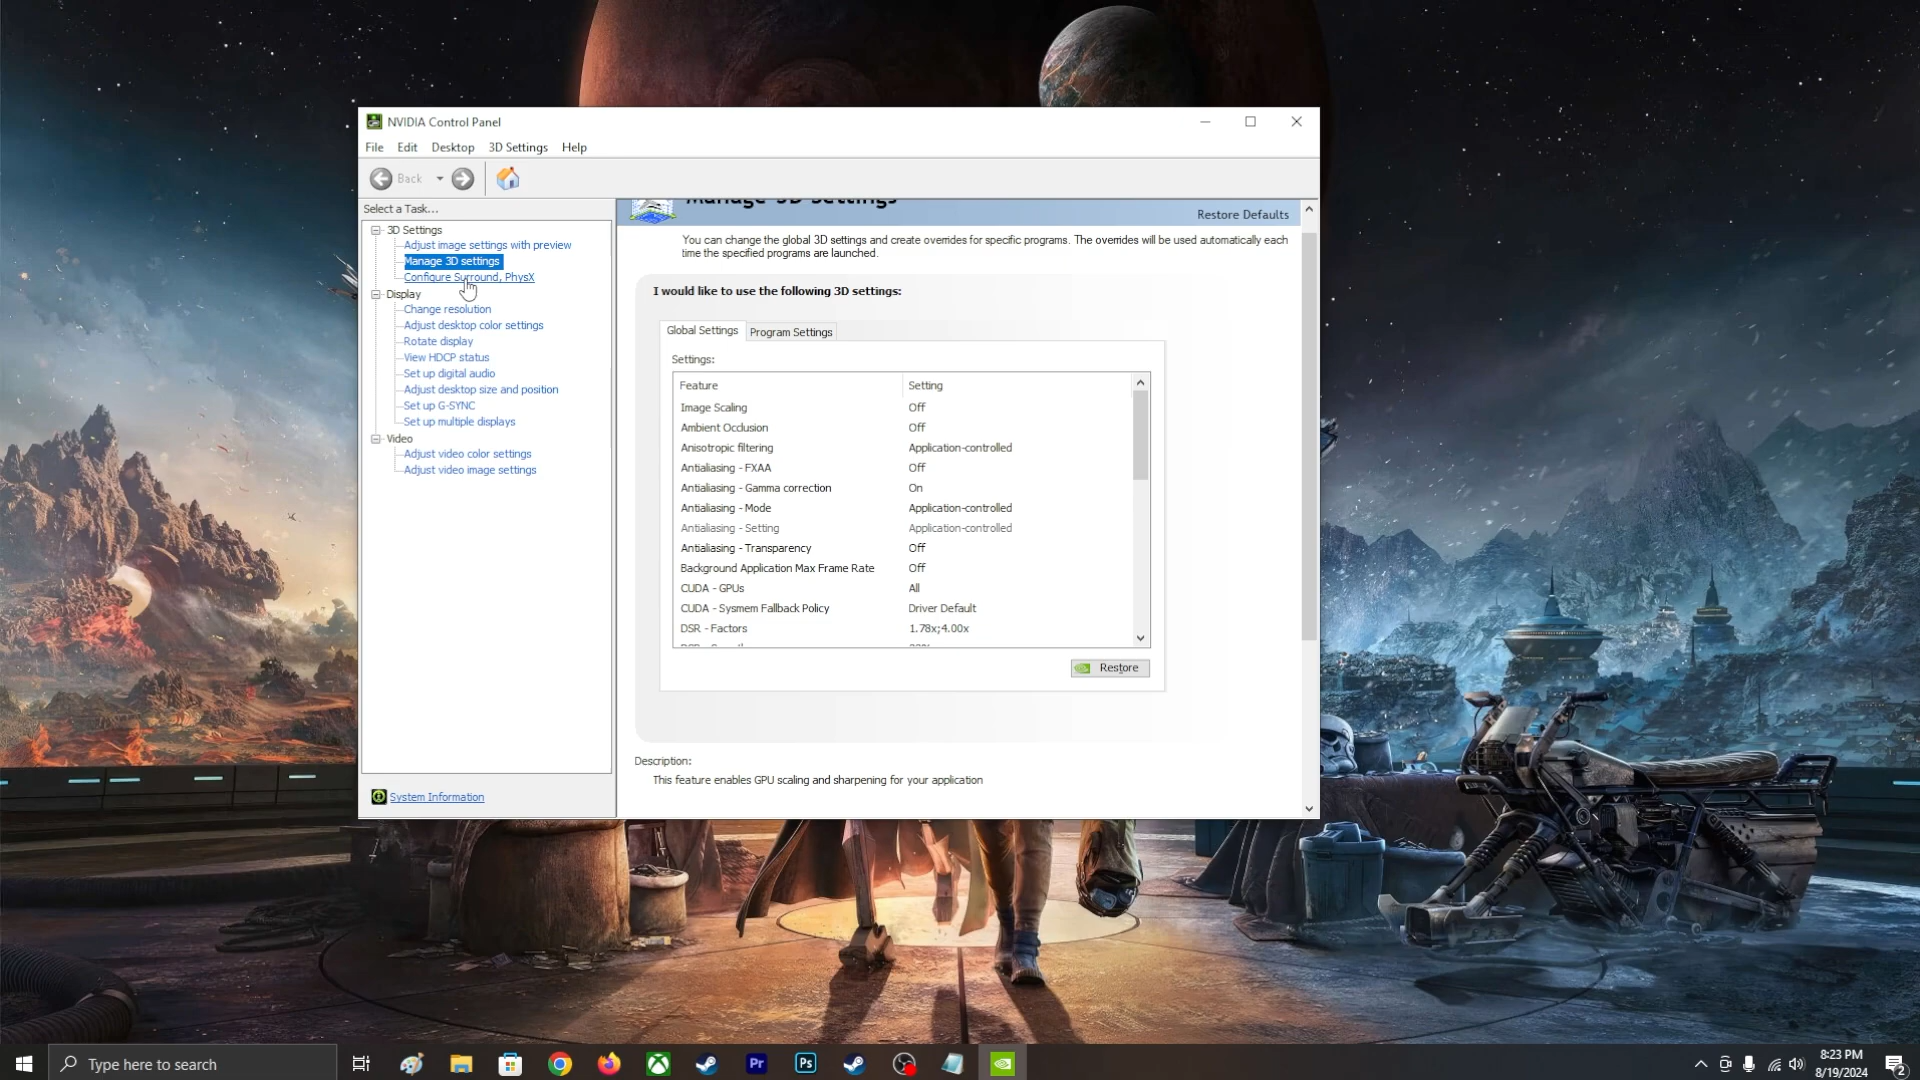 NVIDIA Control Panel
File Edit Desktop 3D Settings Help
Back
Select a Task...
3D Settings
Adjust image settings with preview
Manage 3D settings
Configure Surround, PhysX
Display
Change resolution
Adjust desktop color settings
Rotate display
View HDCP status
Set up digital audio
Adjust desktop size and position
Set up G-SYNC
Set up multiple displays
Video
Adjust video color settings
Adjust video image settings
System Information
Manage 3D Settings
Restore Defaults
You can change the global 3D settings and create overrides for specific programs. The overrides will be used automatically each
time the specified programs are launched.
I would like to use the following 3D settings:
Global Settings Program Settings
Settings:
Feature Setting
Image Scaling Off
Ambient Occlusion Off
Anisotropic filtering Application-controlled
Antialiasing - FXAA Off
Antialiasing - Gamma correction On
Antialiasing - Mode Application-controlled
Antialiasing - Setting Application-controlled
Antialiasing - Transparency Off
Background Application Max Frame Rate Off
CUDA - GPUs All
CUDA - Sysmem Fallback Policy Driver Default
DSR - Factors 1.78x;4.00x
Restore
Description:
This feature enables GPU scaling and sharpening for your application
Type here to search
Pr
Ps
8:23 PM
8/19/2024
2